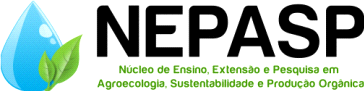 NEPASP
Núcleo de Ensino, Extensão e Pesquisa em
Agroecologia, Sustentabilidade e Produção Orgânica